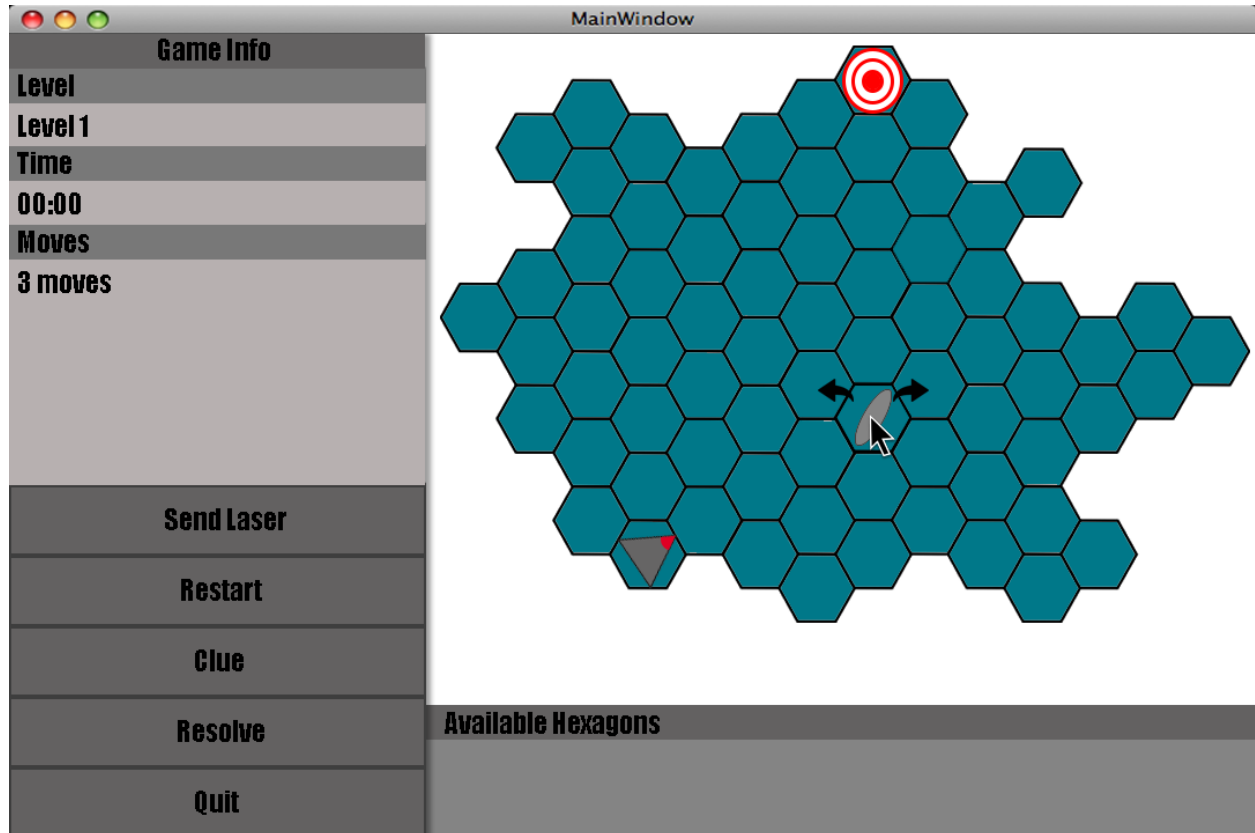 MainWindow
Game Info
Level
Level 1
Time
00:00
Moves
3 moves
Send Laser
Restart
Clue
Resolve
Quit
Available Hexagons